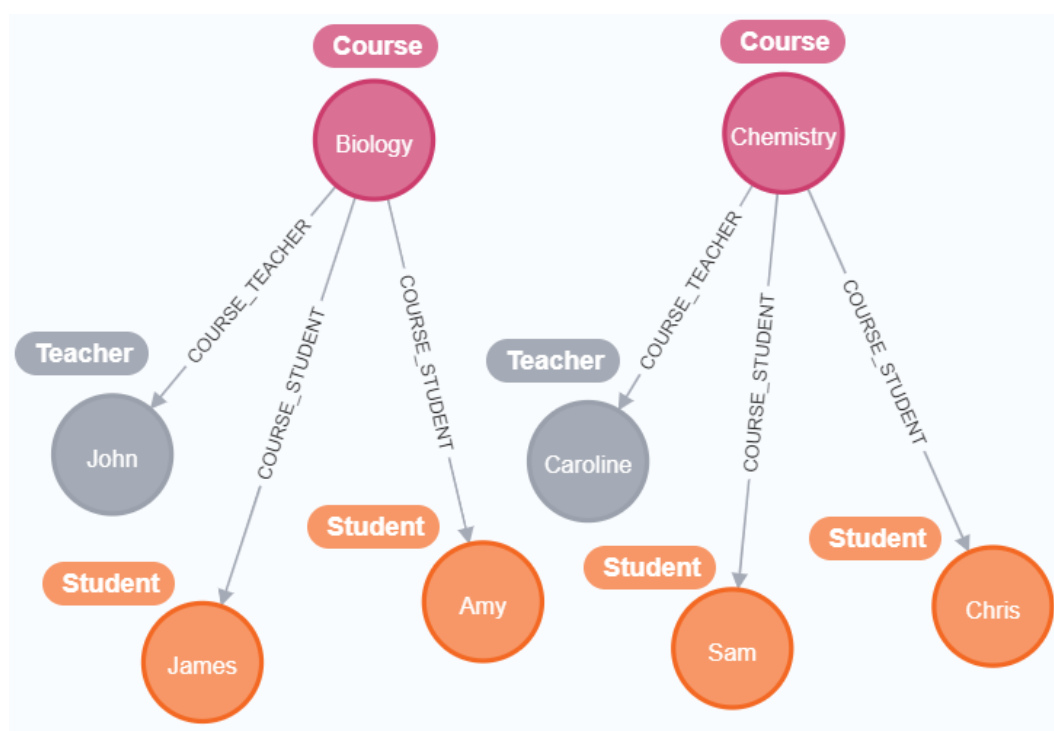 Course
Biology
COURSE_TEACHER
COURSE_STUDENT
COURSE_STUDENT
Teacher
John
Student
James
Student
Amy
Course
Chemistry
COURSE_TEACHER
COURSE_STUDENT
COURSE_STUDENT
Teacher
Caroline
Student
Sam
Student
Chris